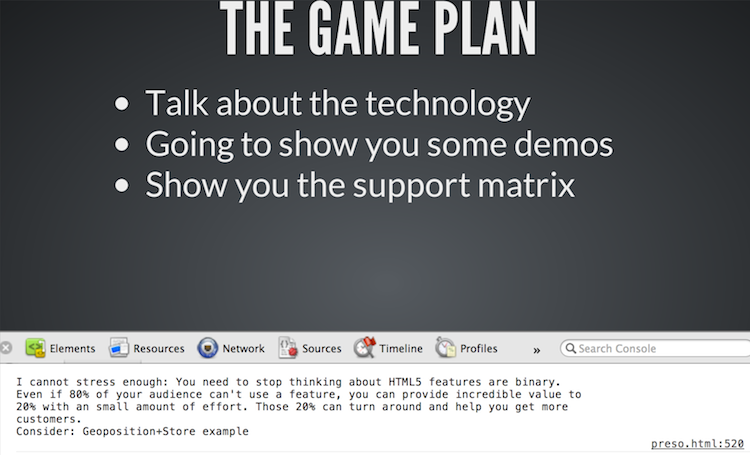 THE GAME PLAN
• Talk about the technology
• Going to show you some demos
• Show you the support matrix
Elements Resources Network Sources Timeline Profiles » Search Console
I cannot stress enough: You need to stop thinking about HTML5 features are binary.
Even if 80% of your audience can't use a feature, you can provide incredible value to
20% with an small amount of effort. Those 20% can turn around and help you get more
customers.
Consider: Geoposition+Store example
preso.html:520